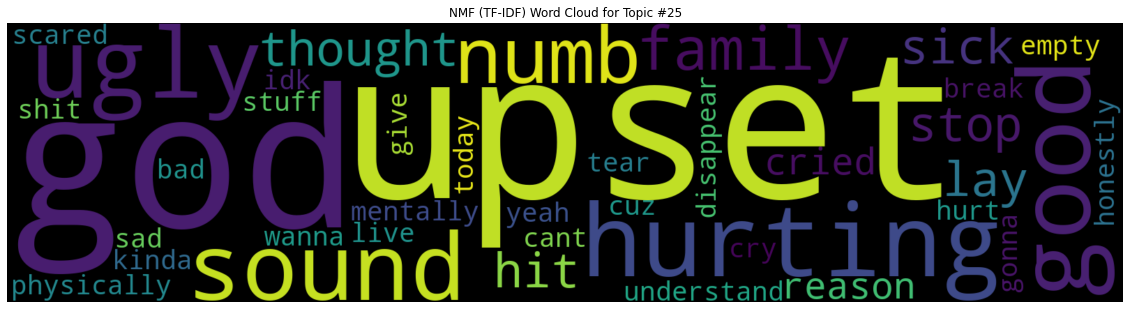 NMF (TF-IDF) Word Cloud for Topic #25
scared
ugly
thought
numb
family
sick
empty
idk
shit
stuff
god
upset
give
today
disappear
break
stop
good
honestly
bad
tear
cried
lay
mentally
yeah
cuz
hurt
sad
wanna
live
cant
hurting
cry
gonna
kinda
physically
sound
hit
understand
reason